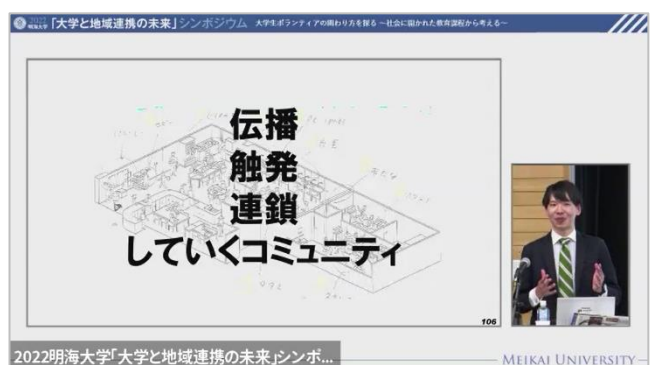 2022
明海大学
「大学と地域連携の未来」シンポジウム 大学生ボランティアの関わり方を探る ～社会に開かれた教育課程から考える～
伝播
触発
連鎖
していくコミュニティ
106
2022明海大学「大学と地域連携の未来」シンポ...
MEIKAI UNIVERSITY